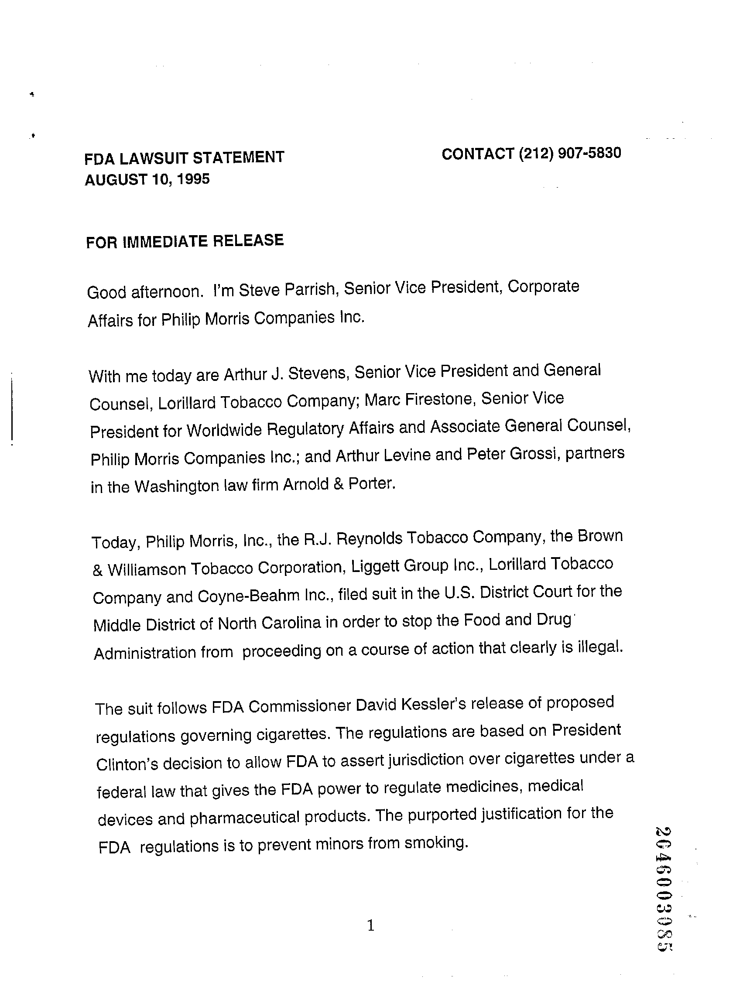 FDA LAWSUIT STATEMENT CONTACT (212) 907-5830
AUGUST 10, 1995
FOR IMMEDIATE RELEASE
Good afternoon. I'm Steve Parrish, Senior Vice President, Corporate
Affairs for Philip Morris Companies Inc.
With me today are Arthur J. Stevens, Senior Vice President and General
Counsel, Lorillard Tobacco Company; Marc Firestone, Senior Vice
President for Worldwide Regulatory Affairs and Associate General Counsel,
Philip Morris Companies Inc.; and Arthur Levine and Peter Grossi, partners
in the Washington law firm Arnold & Porter.
Today, Philip Morris, Inc., the R.J. Reynolds Tobacco Company, the Brown
& Williamson Tobacco Corporation, Liggett Group Inc., Lorillard Tobacco
Company and Coyne-Beahm Inc., filed suit in the U.S. District Court for the
Middle District of North Carolina in order to stop the Food and Drug
Administration from proceeding on a course of action that clearly is illegal.
The suit follows FDA Commissioner David Kessler's release of proposed
regulations governing cigarettes. The regulations are based on President
Clinton's decision to allow FDA to assert jurisdiction over cigarettes under a
federal law that gives the FDA power to regulate medicines, medical
devices and pharmaceutical products. The purported justification for the
FDA regulations is to prevent minors from smoking.
1
2046003085